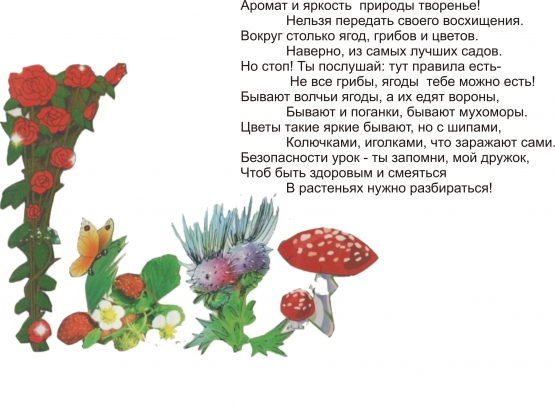 Аромат и яркость природы творенье!
Нельзя передать своего восхищения.
Вокруг столько ягод, грибов и цветов.
Наверно, из самых лучших садов.
Но стоп! Ты послушай: тут правила есть-
Не все грибы, ягоды тебе можно есть!
Бывают волчьи ягоды, а их едят вороны,
Бывают и поганки, бывают мухоморы.
Цветы такие яркие бывают, но с шипами,
Колючками, иголками, что заражают сами.
Безопасности урок - ты запомни, мой дружок,
Чтоб быть здоровым и смеяться
В растеньях нужно разбираться!